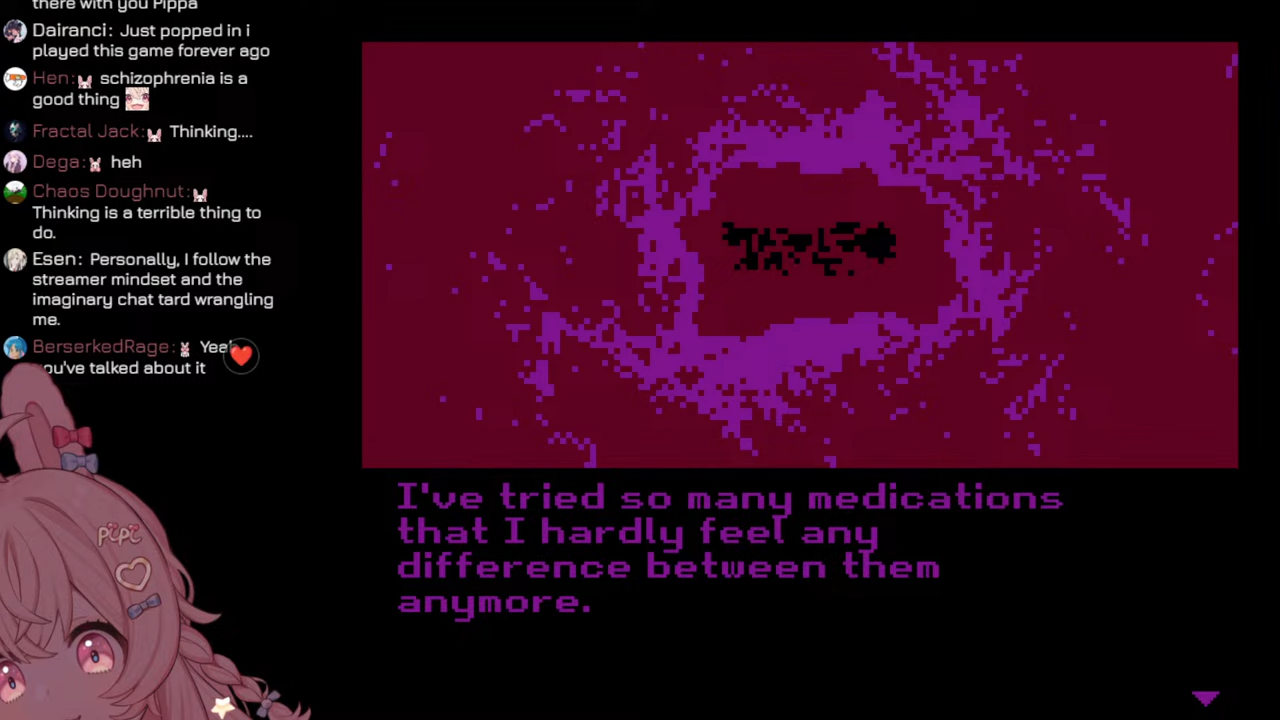 there with you Pippa
Dairanci: Just popped in i
played this game forever ago
Hen: schizophrenia is a
good thing
Fractal Jack: Thinking....
Dega: heh
Chaos Doughnut:
Thinking is a terrible thing to
do.
Esen: Personally, I follow the
streamer mindset and the
imaginary chat tard wrangling
me.
BerserkedRage:
you've talked about it
pipi
I've tried so many medications
that I hardly feel any
difference between them
anymore.